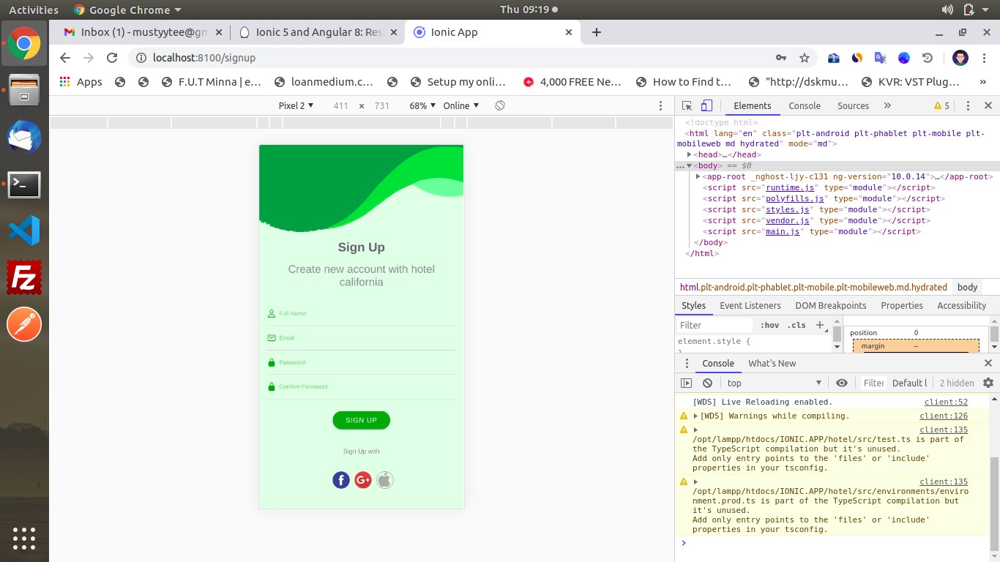 Activities
Google Chrome
Thu 09:19
Inbox (1) - mustyytee@gm
Ionic 5 and Angular 8: Res
Ionic App
localhost:8100/signup
Apps
F.U.T Minna | e…
loanmedium.c…
Setup my onli…
4,000 FREE Ne…
How to Find t…
"http://dskmu…
KVR: VST Plug…
»
Pixel 2
411 × 731
68%
Online
Elements
Console
Sources
»
5
<!doctype html>
<html lang="en" class="plt-android plt-phablet plt-mobile plt-
mobileweb md hydrated" mode="md">
<head>…</head>
…<body> == $0
<app-root _nghost-ljy-c131 ng-version="10.0.14">…</app-root>
<script src="runtime.js" type="module"></script>
<script src="polyfills.js" type="module"></script>
<script src="styles.js" type="module"></script>
<script src="vendor.js" type="module"></script>
<script src="main.js" type="module"></script>
</body>
</html>
html.plt-android.plt-phablet.plt-mobile.plt-mobileweb.md.hydrated
body
Styles
Event Listeners
DOM Breakpoints
Properties
Accessibility
Filter
:hov
.cls
+
element.style {
position 0
margin –
Console
What's New
top
Filter
Default l
2 hidden
[WDS] Live Reloading enabled. client:52
[WDS] Warnings while compiling. client:126
client:135
/opt/lampp/htdocs/IONIC.APP/hotel/src/test.ts is part of
the TypeScript compilation but it's unused.
Add only entry points to the 'files' or 'include'
properties in your tsconfig.
client:135
/opt/lampp/htdocs/IONIC.APP/hotel/src/environments/enviro
nment.prod.ts is part of the TypeScript compilation but
it's unused.
Add only entry points to the 'files' or 'include'
properties in your tsconfig.
Sign Up
Create new account with hotel
california
Full Name
Email
Password
Confirm Password
SIGN UP
Sign Up with
f
G+
Fz